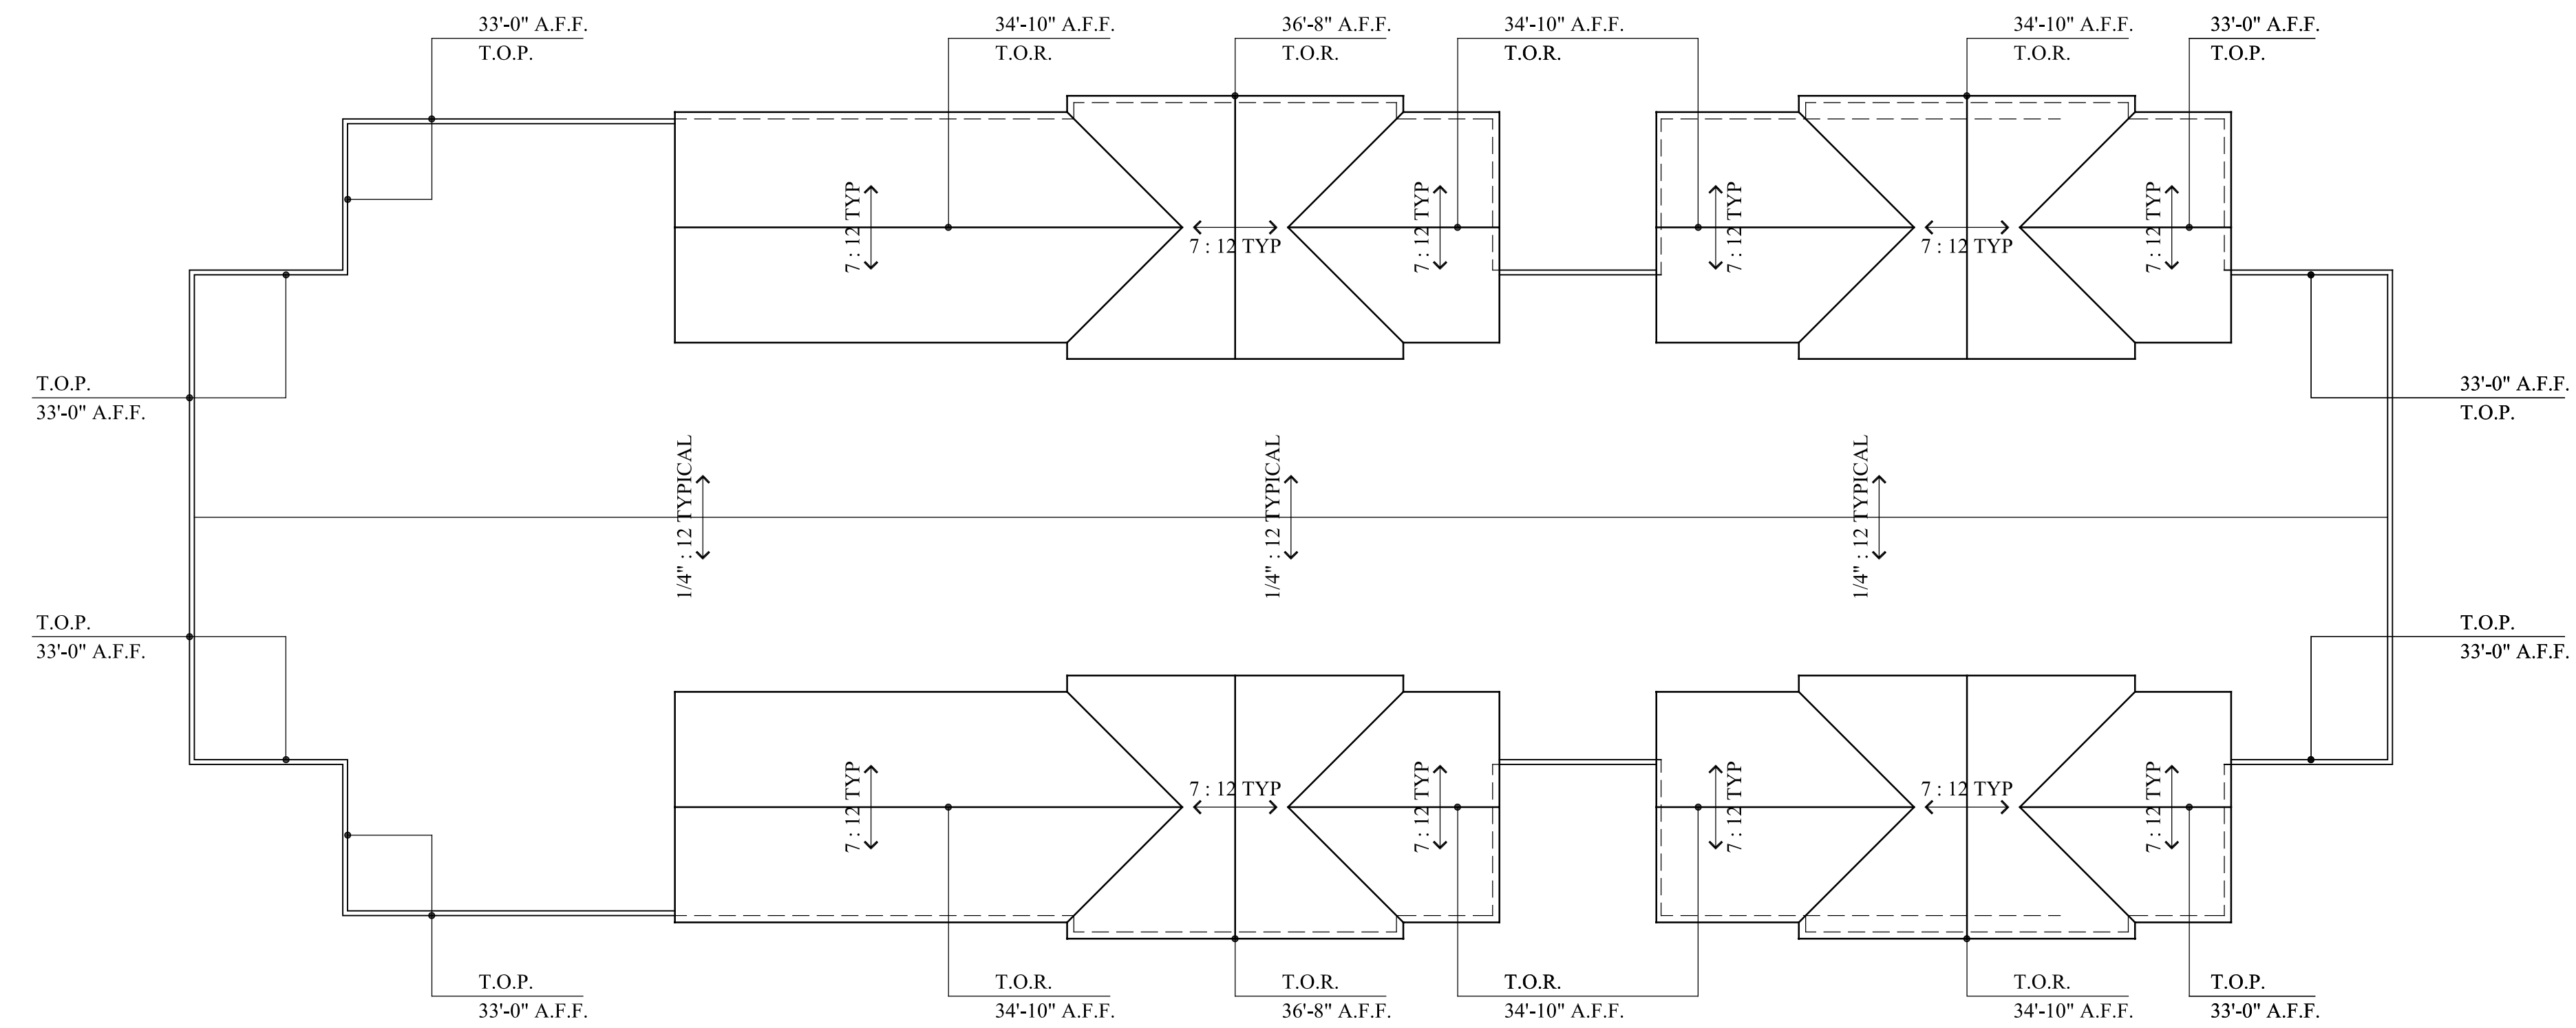 33'-0" A.F.F.
T.O.P.
34'-10" A.F.F.
T.O.R.
36'-8" A.F.F.
T.O.R.
34'-10" A.F.F.
T.O.R.
34'-10" A.F.F.
T.O.R.
33'-0" A.F.F.
T.O.P.
7 : 12 TYP
7 : 12 TYP
7 : 12 TYP
7 : 12 TYP
7 : 12 TYP
7 : 12 TYP
T.O.P.
33'-0" A.F.F.
33'-0" A.F.F.
T.O.P.
1/4" : 12 TYPICAL
1/4" : 12 TYPICAL
1/4" : 12 TYPICAL
T.O.P.
33'-0" A.F.F.
T.O.P.
33'-0" A.F.F.
7 : 12 TYP
7 : 12 TYP
7 : 12 TYP
7 : 12 TYP
7 : 12 TYP
7 : 12 TYP
T.O.P.
33'-0" A.F.F.
T.O.R.
34'-10" A.F.F.
T.O.R.
36'-8" A.F.F.
T.O.R.
34'-10" A.F.F.
T.O.R.
34'-10" A.F.F.
T.O.P.
33'-0" A.F.F.